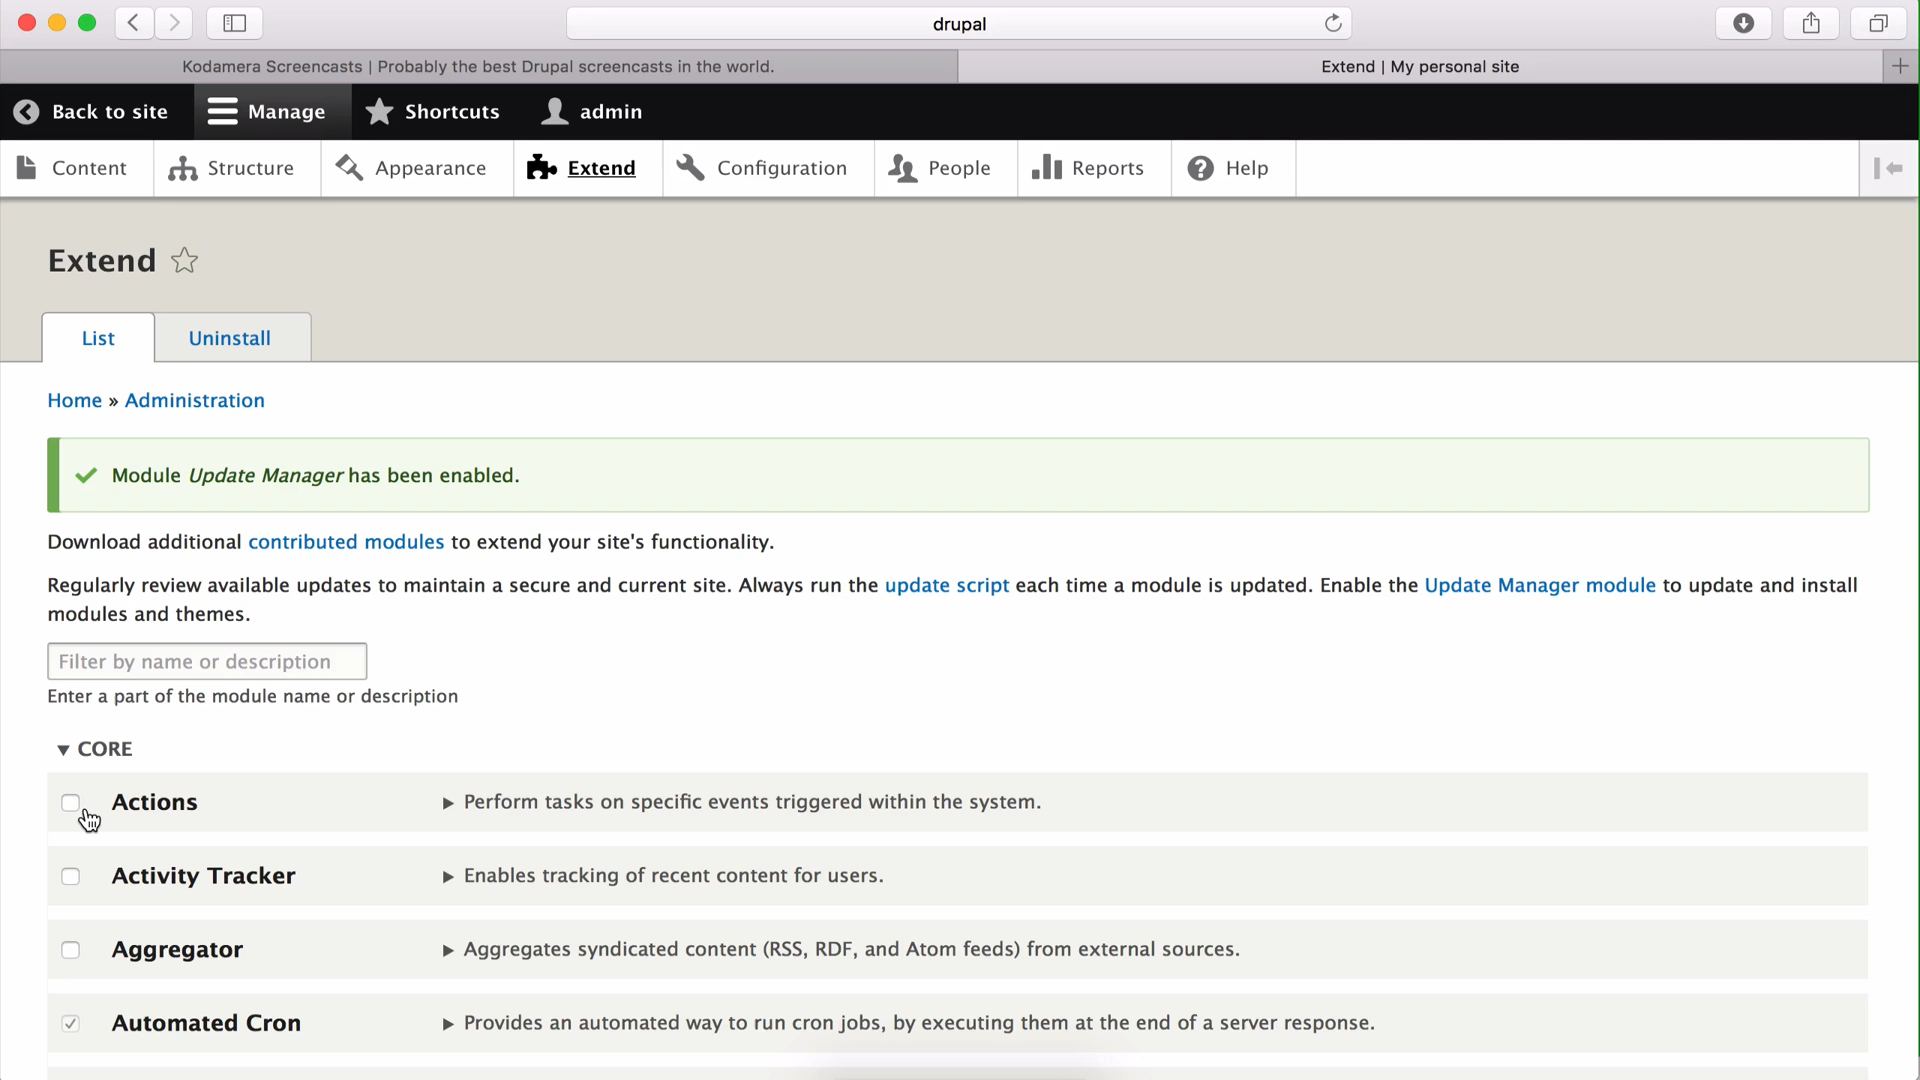 drupal
Kodamera Screencasts | Probably the best Drupal screencasts in the world.
Extend | My personal site
Back to site
Manage
Shortcuts
admin
Content
Structure
Appearance
Extend
Configuration
People
Reports
Help
Extend
List
Uninstall
Home » Administration
Module Update Manager has been enabled.
Download additional contributed modules to extend your site's functionality.
Regularly review available updates to maintain a secure and current site. Always run the update script each time a module is updated. Enable the Update Manager module to update and install
modules and themes.
Filter by name or description
Enter a part of the module name or description
▼ CORE
Actions
► Perform tasks on specific events triggered within the system.
Activity Tracker
► Enables tracking of recent content for users.
Aggregator
► Aggregates syndicated content (RSS, RDF, and Atom feeds) from external sources.
Automated Cron
► Provides an automated way to run cron jobs, by executing them at the end of a server response.